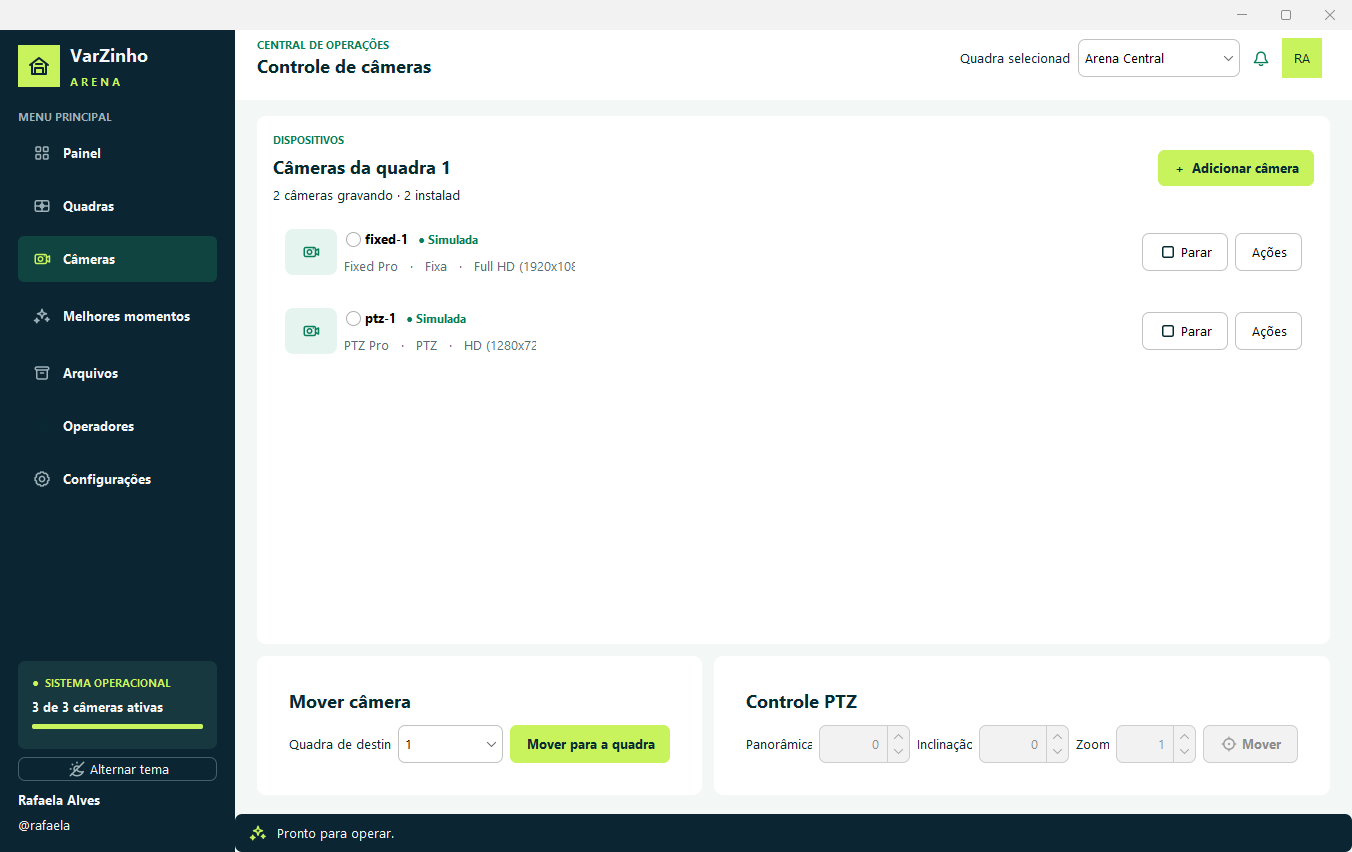 VarZinho
ARENA
MENU PRINCIPAL
Painel
Quadras
Câmeras
Melhores momentos
Arquivos
Operadores
Configurações
● SISTEMA OPERACIONAL
3 de 3 câmeras ativas
Alternar tema
Rafaela Alves
@rafaela
CENTRAL DE OPERAÇÕES
Controle de câmeras
Quadra selecionad
Arena Central
RA
DISPOSITIVOS
Câmeras da quadra 1
2 câmeras gravando · 2 instalad
+ Adicionar câmera
fixed-1 ● Simulada
Fixed Pro · Fixa · Full HD (1920x108
Parar
Ações
ptz-1 ● Simulada
PTZ Pro · PTZ · HD (1280x72
Parar
Ações
Mover câmera
Quadra de destin
1
Mover para a quadra
Controle PTZ
Panorâmica
0
Inclinação
0
Zoom
1
Mover
Pronto para operar.